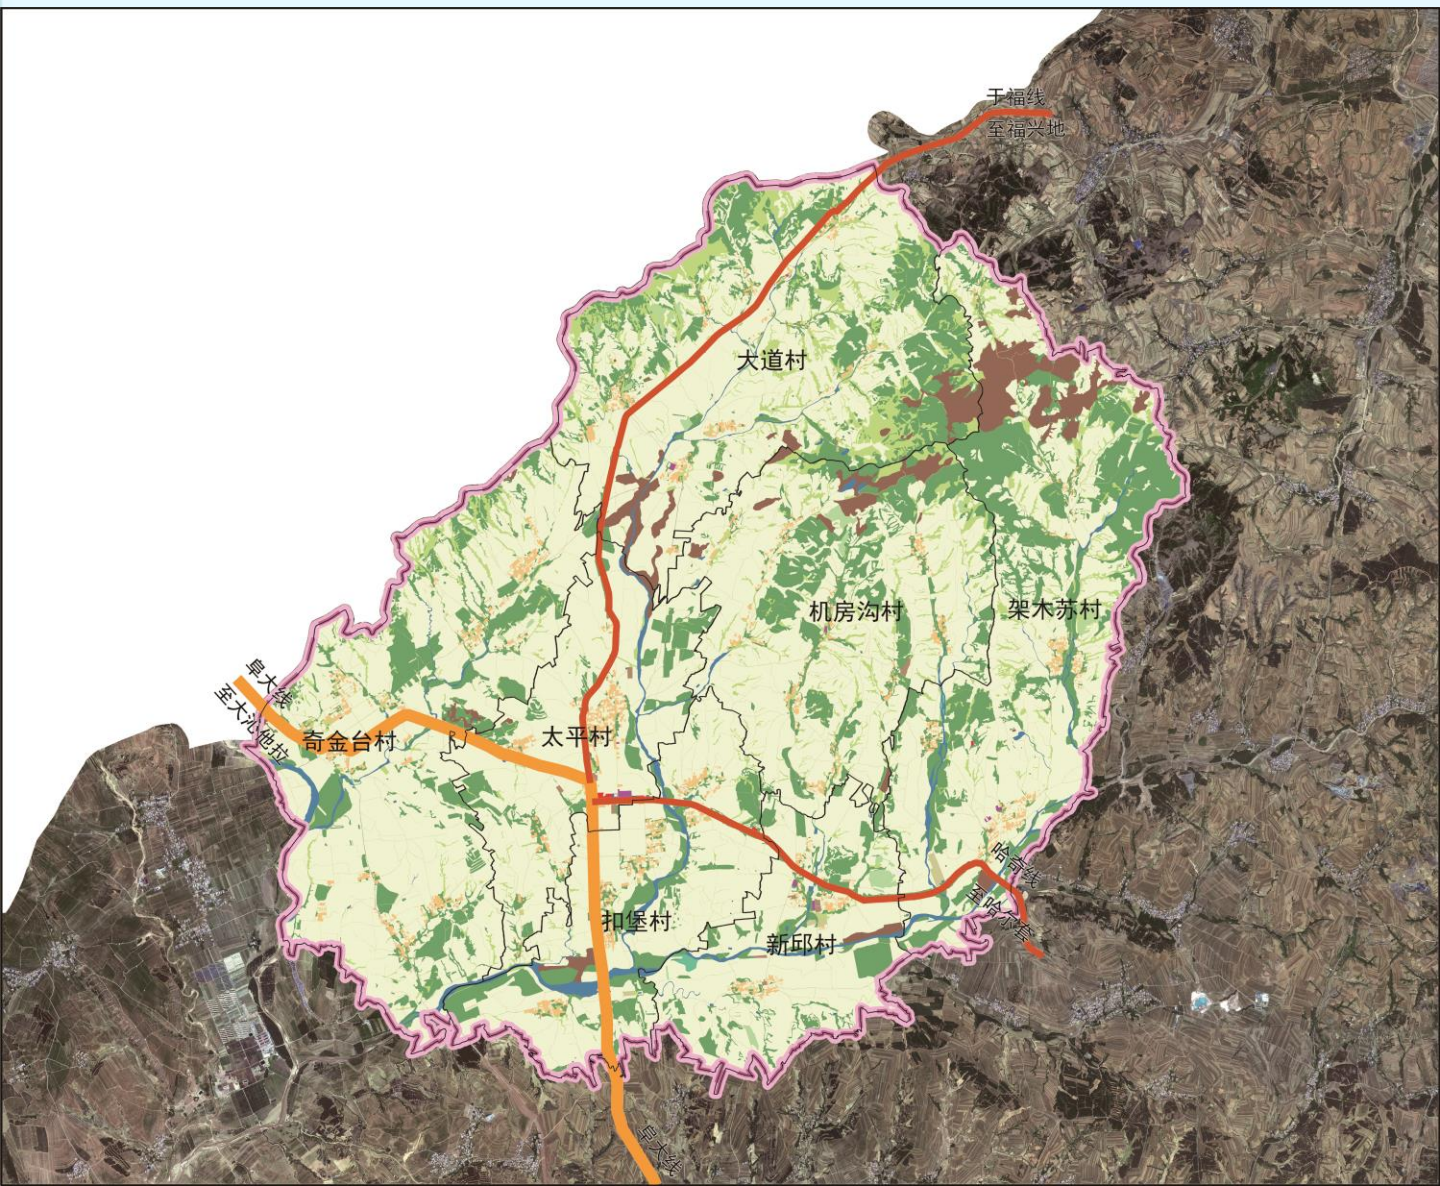 于福线
至福兴地
大道村
机房沟村
架木苏村
阜大线
至大沁他拉
奇金台村
太平村
哈奇线
至哈尔套
扣堡村
新邱村
阜大线